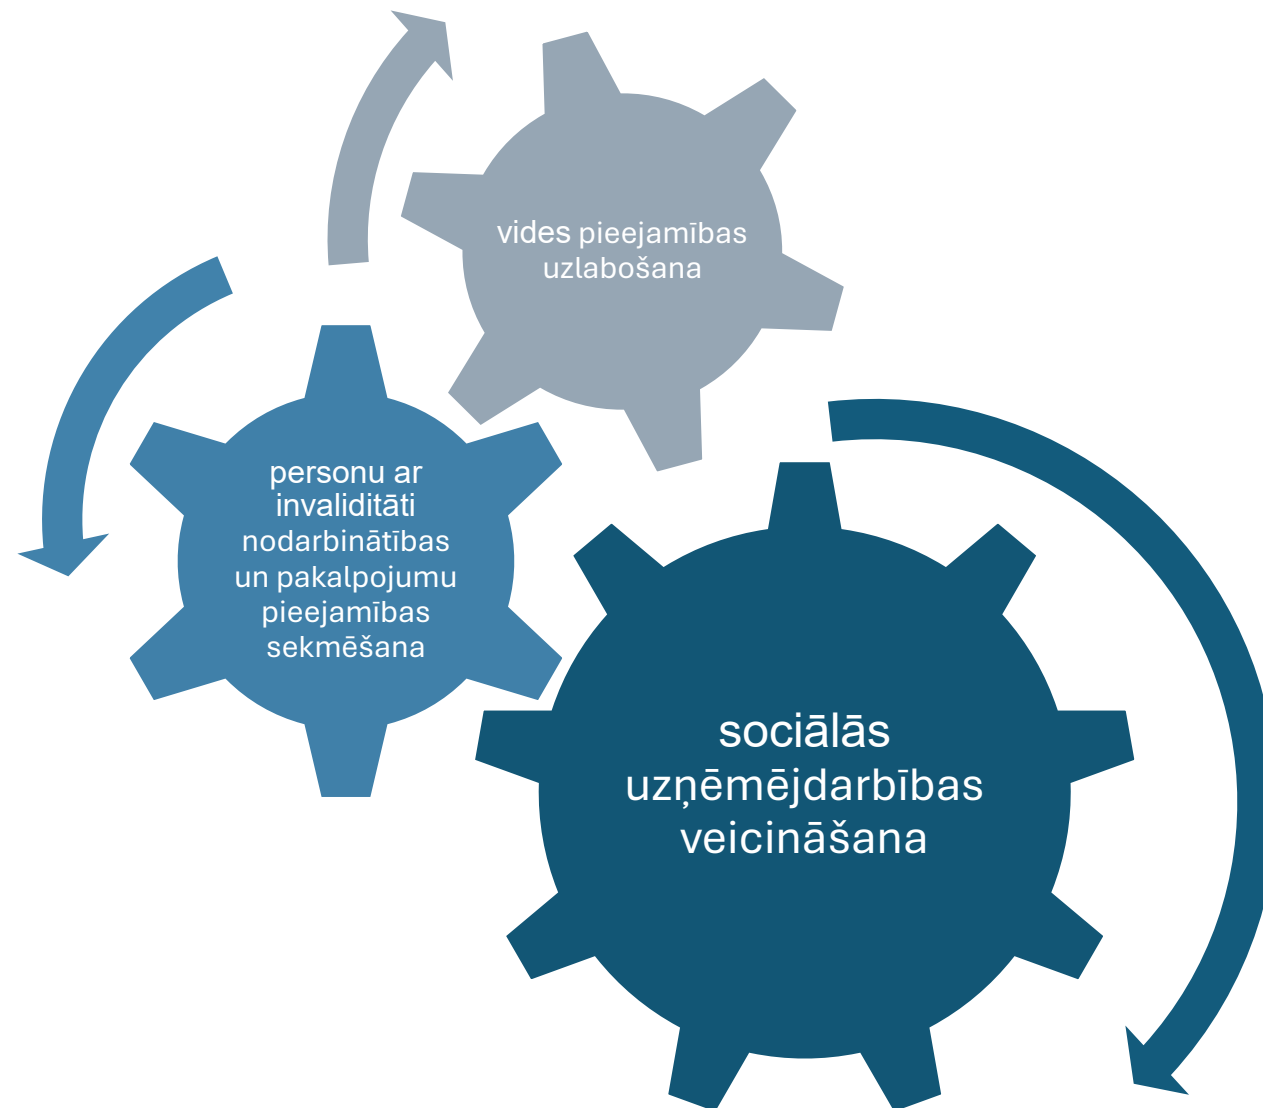 vides pieejamības
uzlabošana
personu ar
invaliditāti
nodarbinātības
un pakalpojumu
pieejamības
sekmēšana
sociālās
uzņēmējdarbības
veicināšana